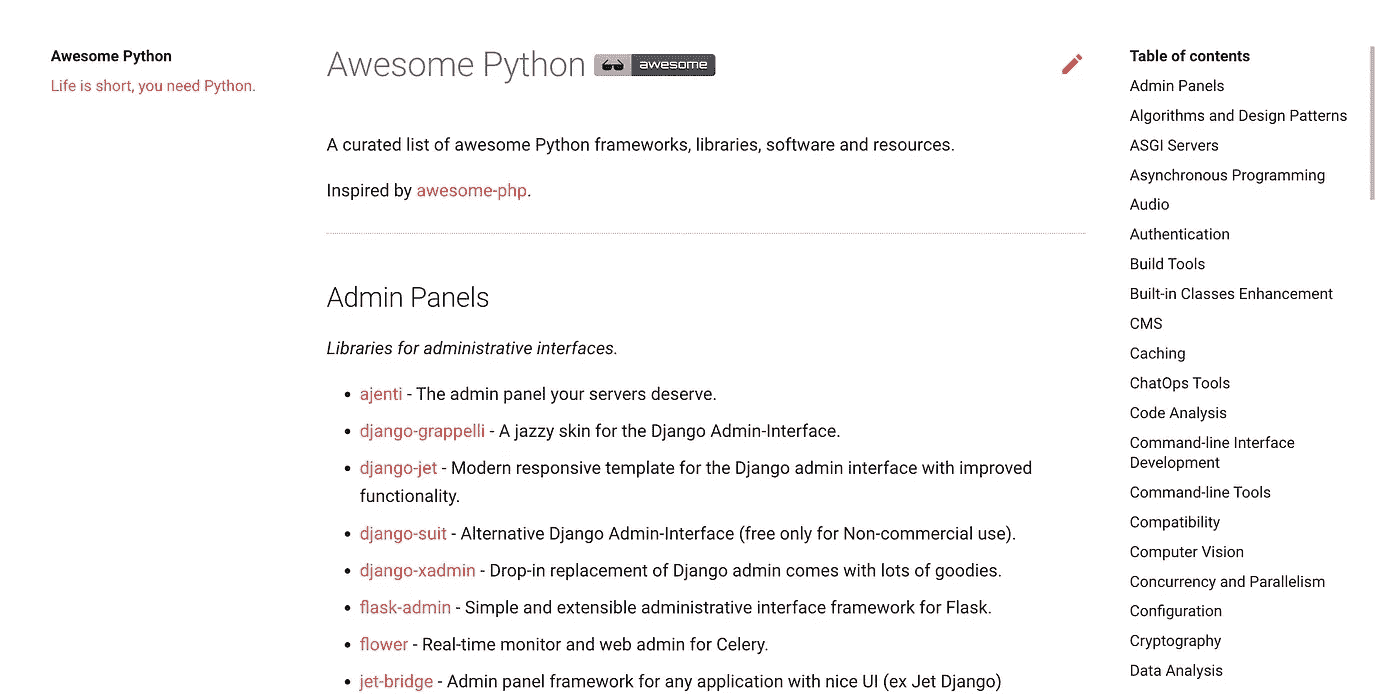 Awesome Python
Life is short, you need Python.
Awesome Python awesome
A curated list of awesome Python frameworks, libraries, software and resources.
Inspired by awesome-php.
Admin Panels
Libraries for administrative interfaces.
• ajenti - The admin panel your servers deserve.
• django-grappelli - A jazzy skin for the Django Admin-Interface.
• django-jet - Modern responsive template for the Django admin interface with improved
functionality.
• django-suit - Alternative Django Admin-Interface (free only for Non-commercial use).
• django-xadmin - Drop-in replacement of Django admin comes with lots of goodies.
• flask-admin - Simple and extensible administrative interface framework for Flask.
• flower - Real-time monitor and web admin for Celery.
• jet-bridge - Admin panel framework for any application with nice UI (ex Jet Django)
Table of contents
Admin Panels
Algorithms and Design Patterns
ASGI Servers
Asynchronous Programming
Audio
Authentication
Build Tools
Built-in Classes Enhancement
CMS
Caching
ChatOps Tools
Code Analysis
Command-line Interface
Development
Command-line Tools
Compatibility
Computer Vision
Concurrency and Parallelism
Configuration
Cryptography
Data Analysis